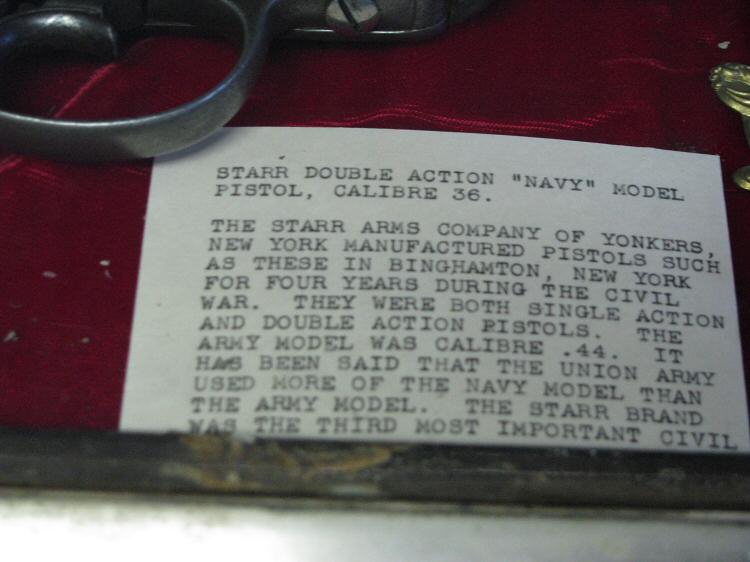 STARR DOUBLE ACTION "NAVY" MODEL
PISTOL, CALIBRE 36.
THE STARR ARMS COMPANY OF YONKERS,
NEW YORK MANUFACTURED PISTOLS SUCH
AS THESE IN BINGHAMTON, NEW YORK
FOR FOUR YEARS DURING THE CIVIL
WAR. THEY WERE BOTH SINGLE ACTION
AND DOUBLE ACTION PISTOLS. THE
ARMY MODEL WAS CALIBRE .44. IT
HAS BEEN SAID THAT THE UNION ARMY
USED MORE OF THE NAVY MODEL THAN
THE ARMY MODEL. THE STARR BRAND
WAS THE THIRD MOST IMPORTANT CIVIL